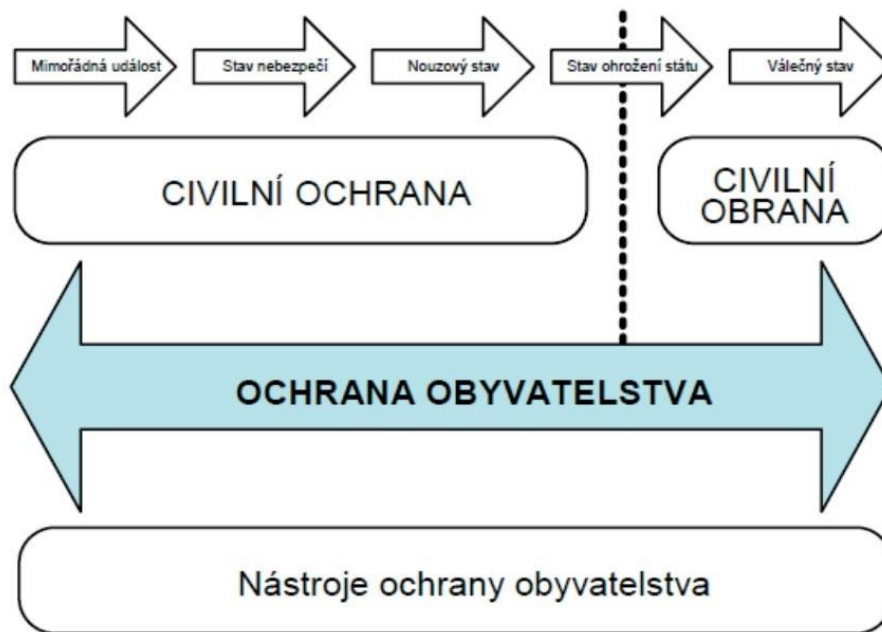 Mimořádná událost
Stav nebezpečí
Nouzový stav
Stav ohrožení státu
Válečný stav
CIVILNÍ OCHRANA
CIVILNÍ
OBRANA
OCHRANA OBYVATELSTVA
Nástroje ochrany obyvatelstva